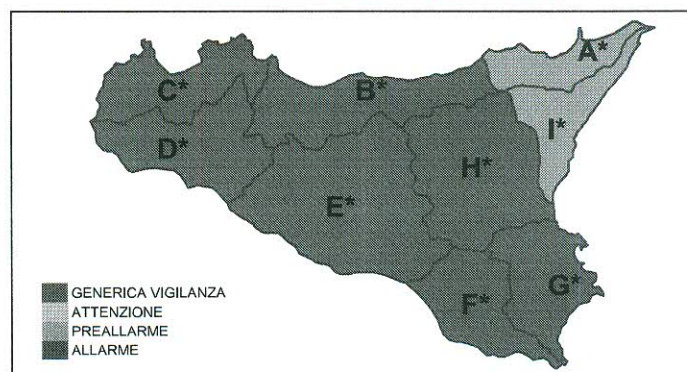 A*
C*
B*
I*
D*
H*
E*
G*
F*
GENERICA VIGILANZA
ATTENZIONE
PREALLARME
ALLARME